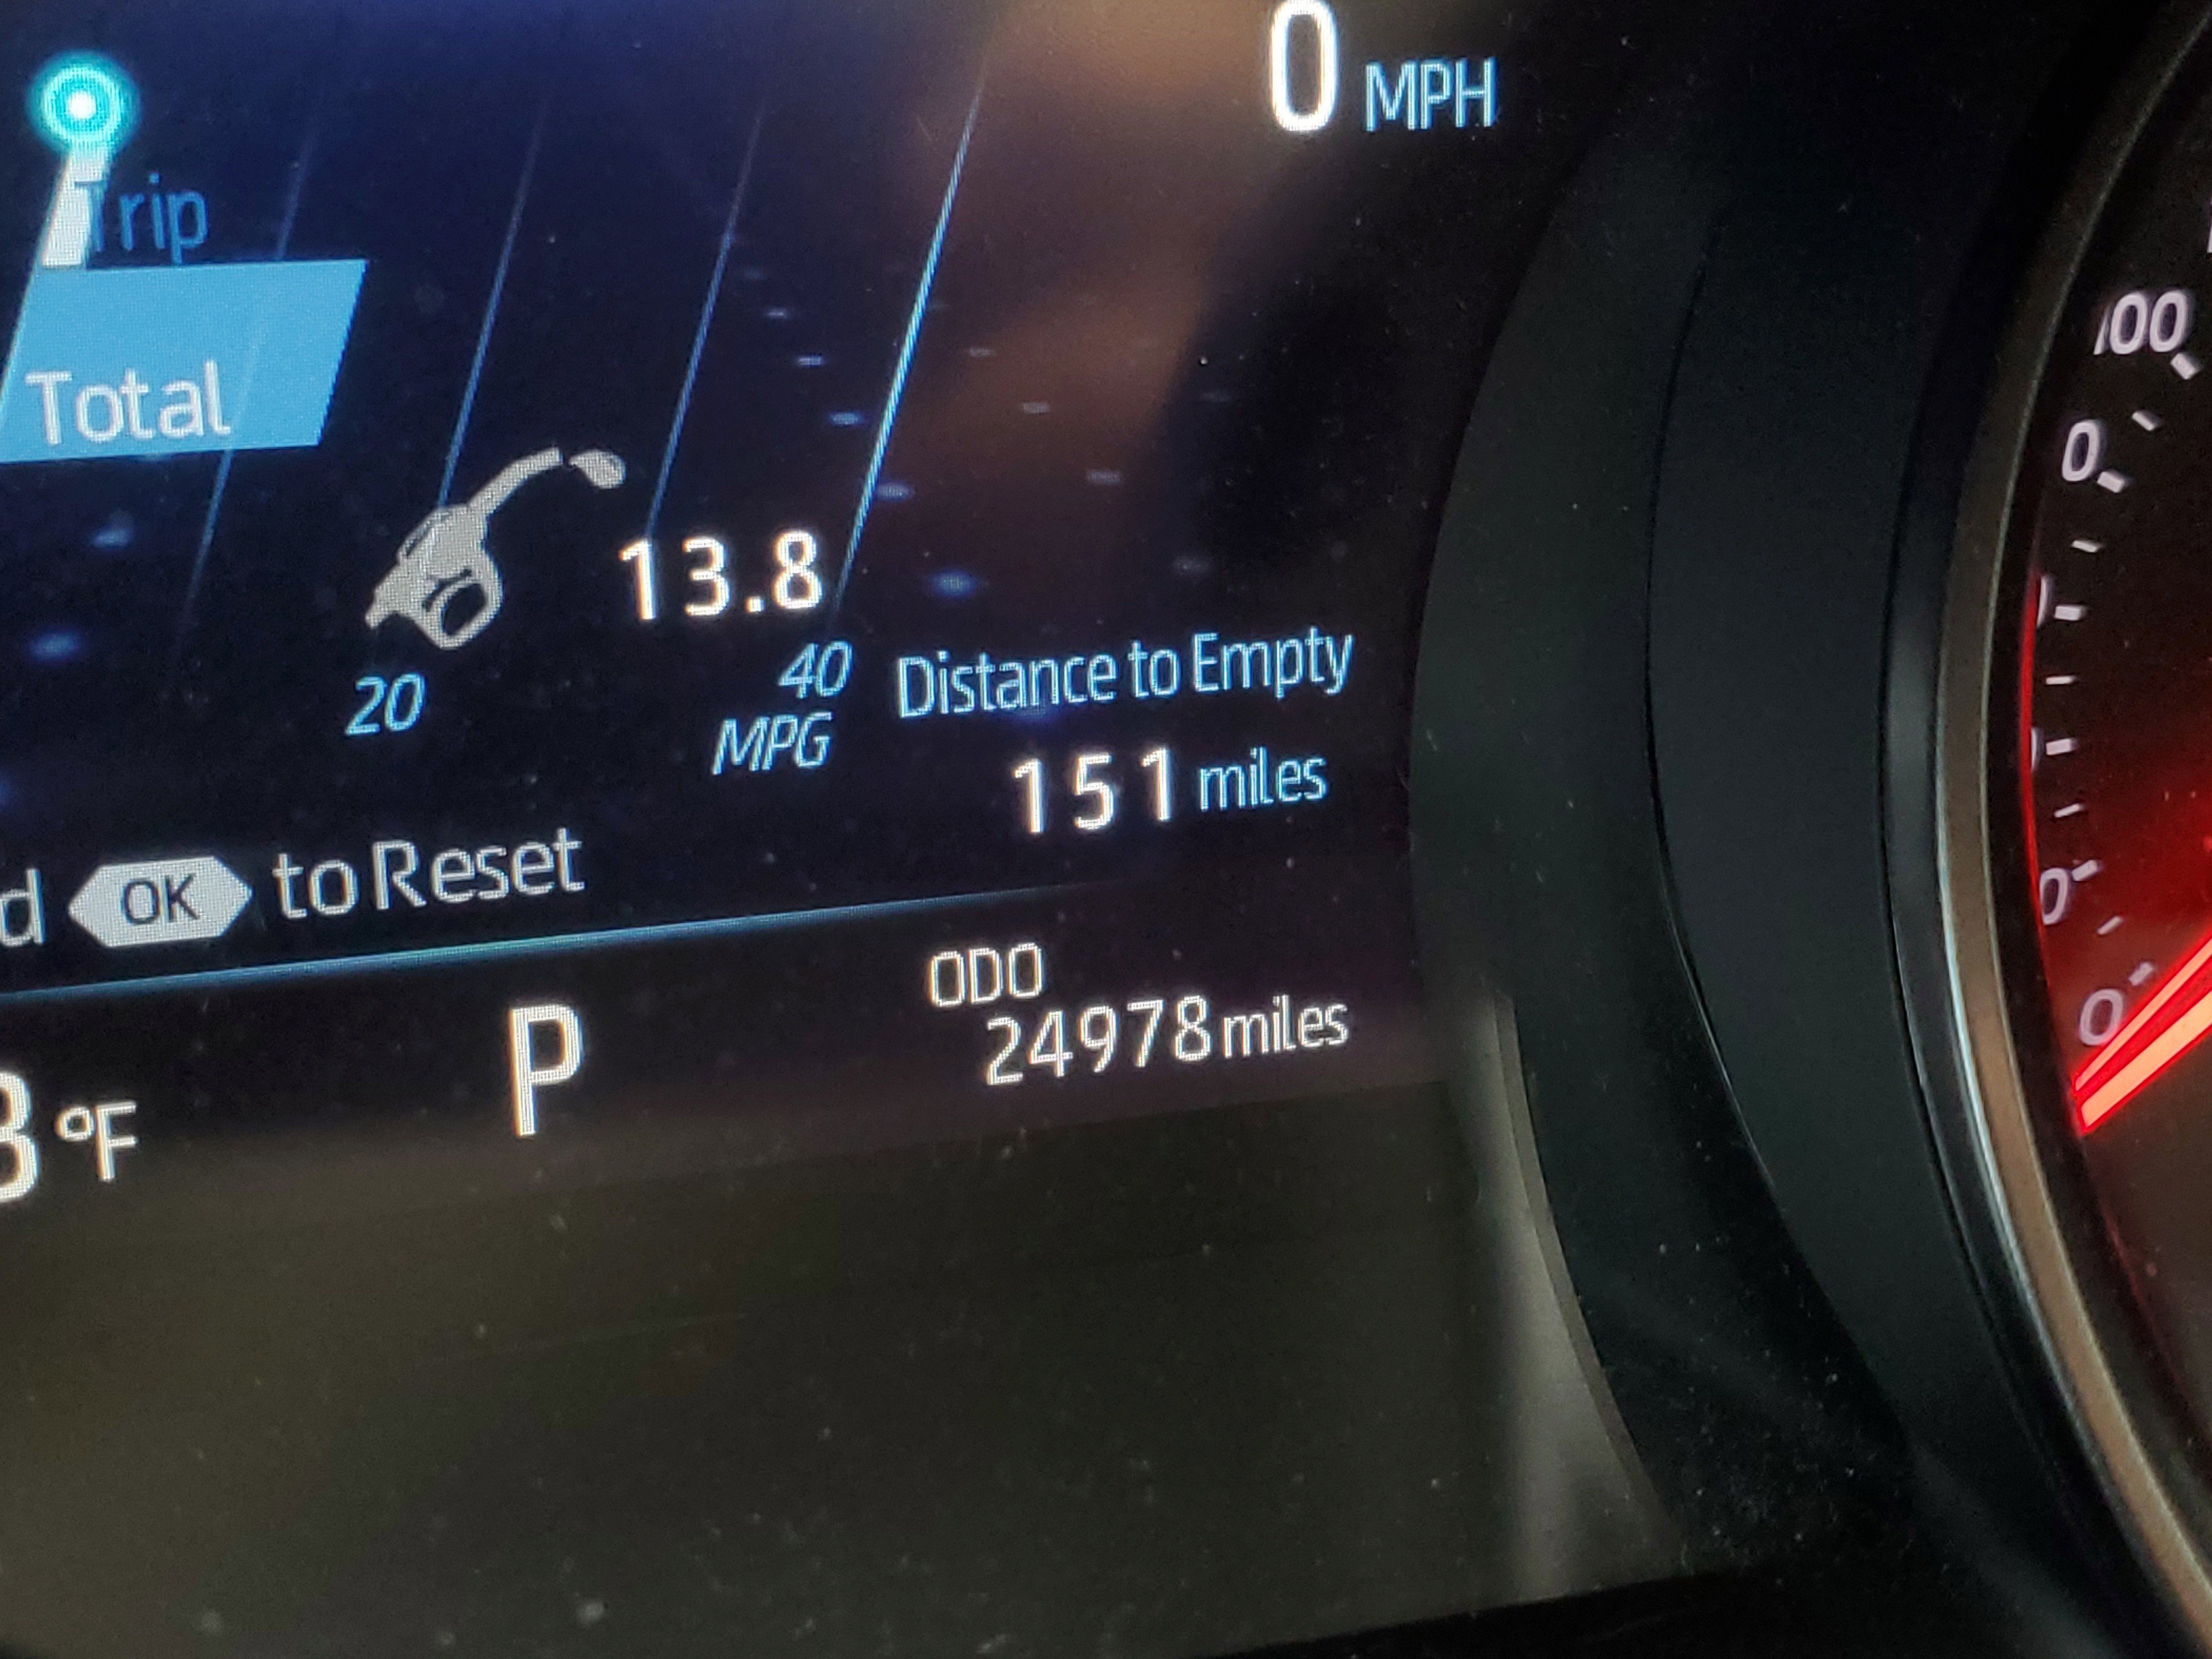 0 MPH
Trip
Total
13.8
20
40
MPG
Distance to Empty
151 miles
OK to Reset
ODO
24978 miles
P
°F
100